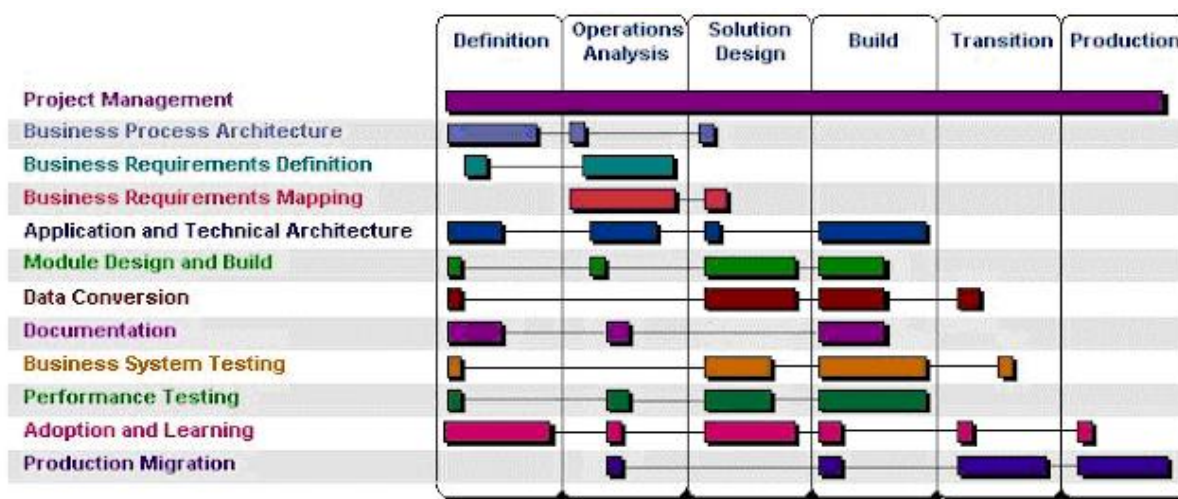 Definition
Operations Analysis
Solution Design
Build
Transition
Production
Project Management
Business Process Architecture
Business Requirements Definition
Business Requirements Mapping
Application and Technical Architecture
Module Design and Build
Data Conversion
Documentation
Business System Testing
Performance Testing
Adoption and Learning
Production Migration